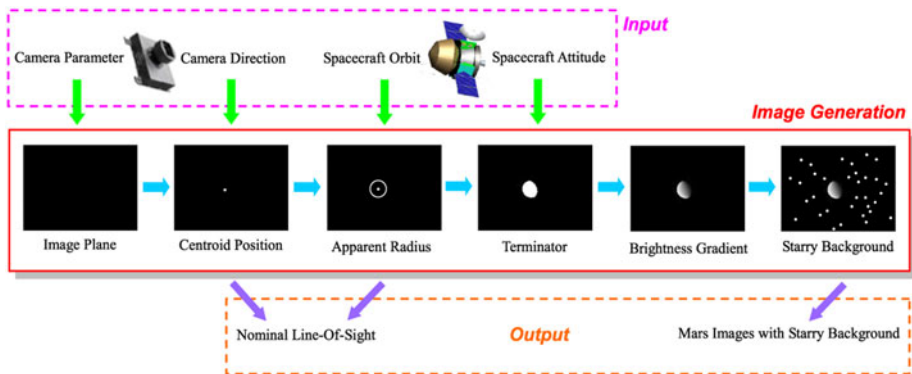 Input
Camera Parameter
Camera Direction
Spacecraft Orbit
Spacecraft Attitude
Image Generation
Image Plane
Centroid Position
Apparent Radius
Terminator
Brightness Gradient
Starry Background
Nominal Line-Of-Sight
Output
Mars Images with Starry Background